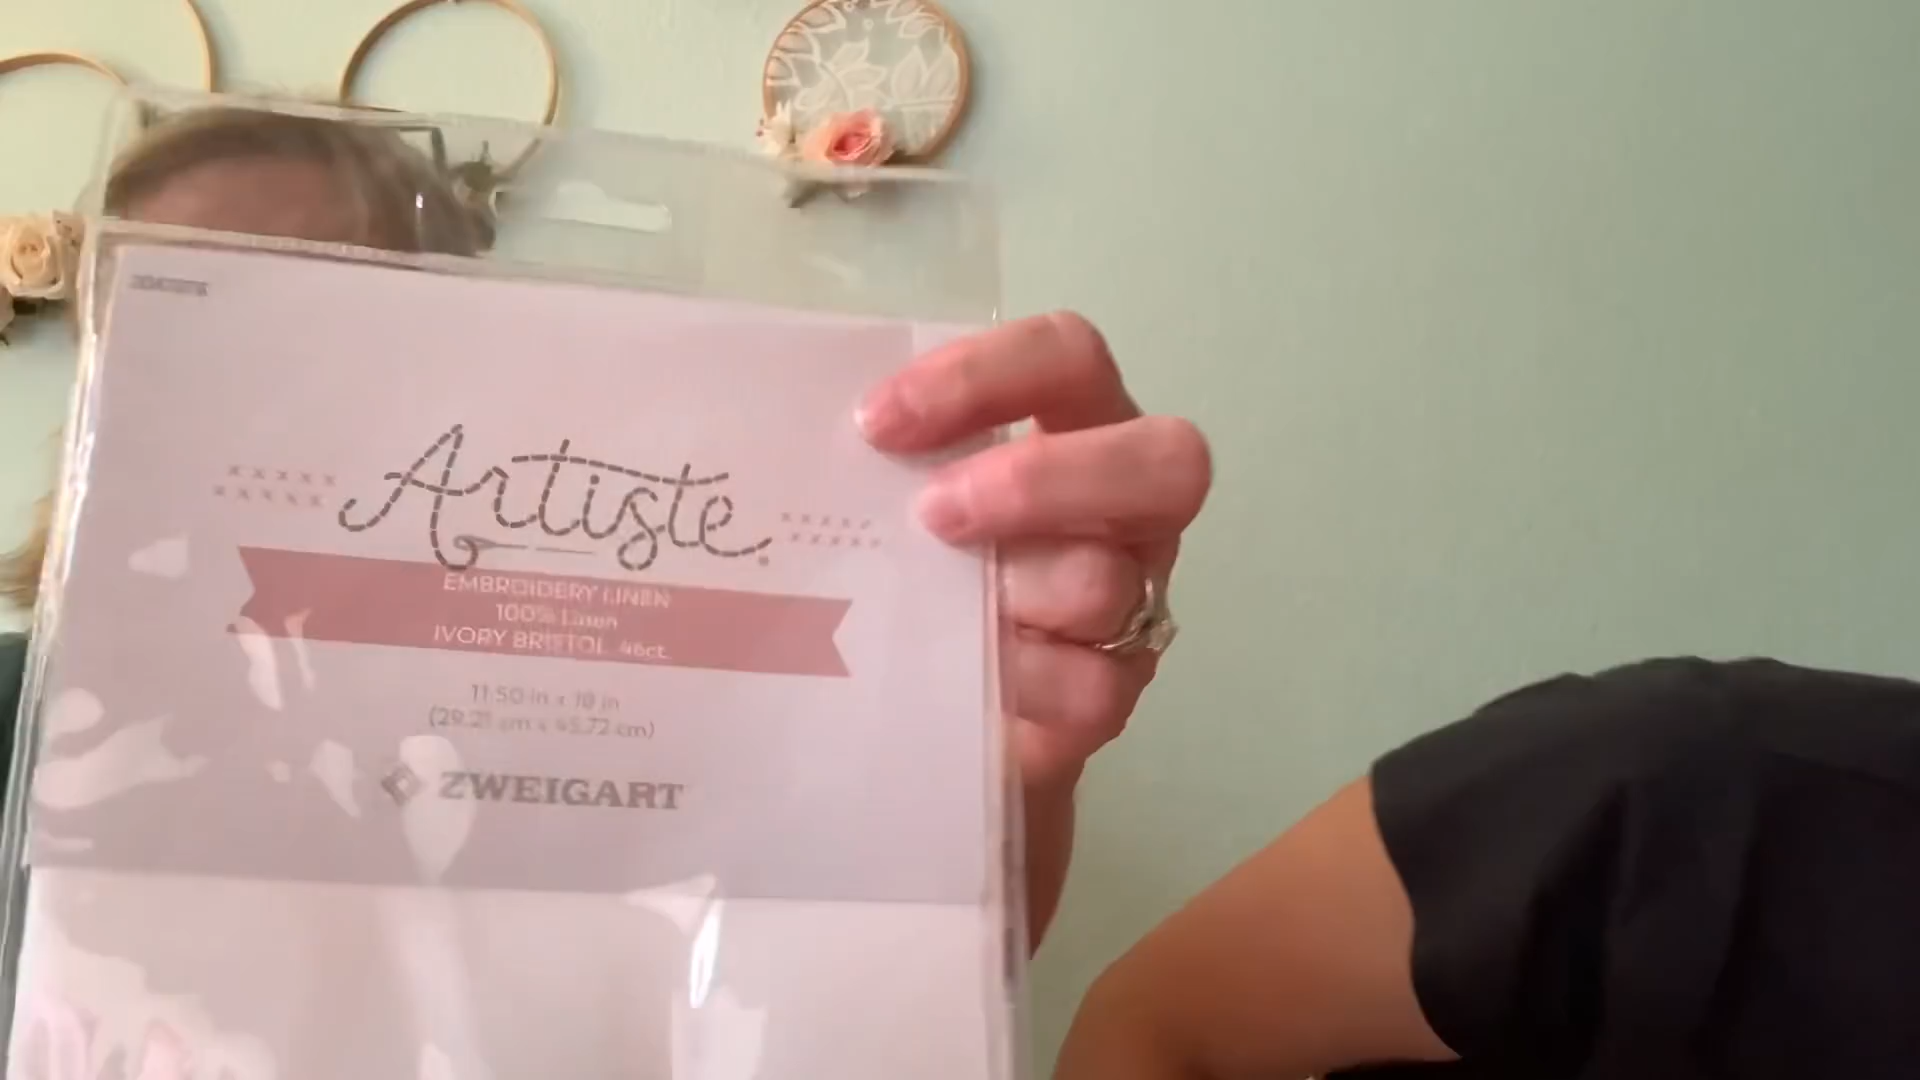 Artiste
EMBROIDERY LINEN
100% Linen
IVORY BRISTOL 46ct.
11.50 in x 18 in
(29.21 cm x 45.72 cm)
ZWEIGART